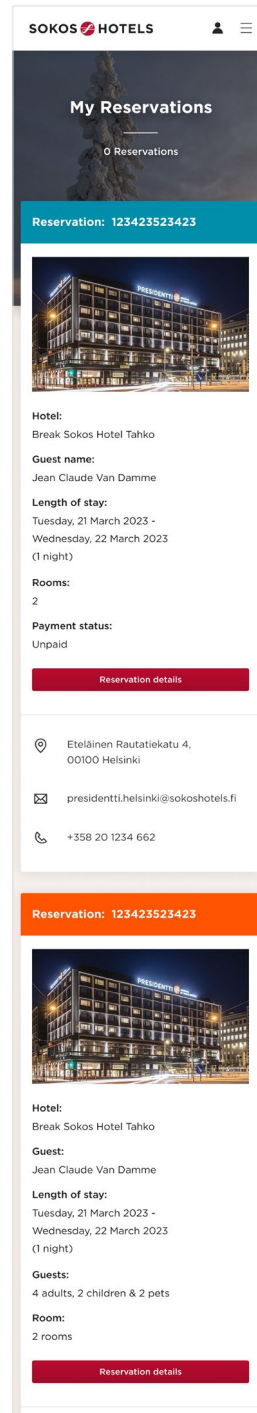 SOKOS HOTELS
My Reservations
0 Reservations
Reservation: 123423523423
PRESIDENTTI
Hotel:
Break Sokos Hotel Tahko
Guest name:
Jean Claude Van Damme
Length of stay:
Tuesday, 21 March 2023 -
Wednesday, 22 March 2023
(1 night)
Rooms:
2
Payment status:
Unpaid
Reservation details
Eteläinen Rautatiekatu 4,
00100 Helsinki
presidentti.helsinki@sokoshotels.fi
+358 20 1234 662
Reservation: 123423523423
PRESIDENTTI
Hotel:
Break Sokos Hotel Tahko
Guest:
Jean Claude Van Damme
Length of stay:
Tuesday, 21 March 2023 -
Wednesday, 22 March 2023
(1 night)
Guests:
4 adults, 2 children & 2 pets
Room:
2 rooms
Reservation details